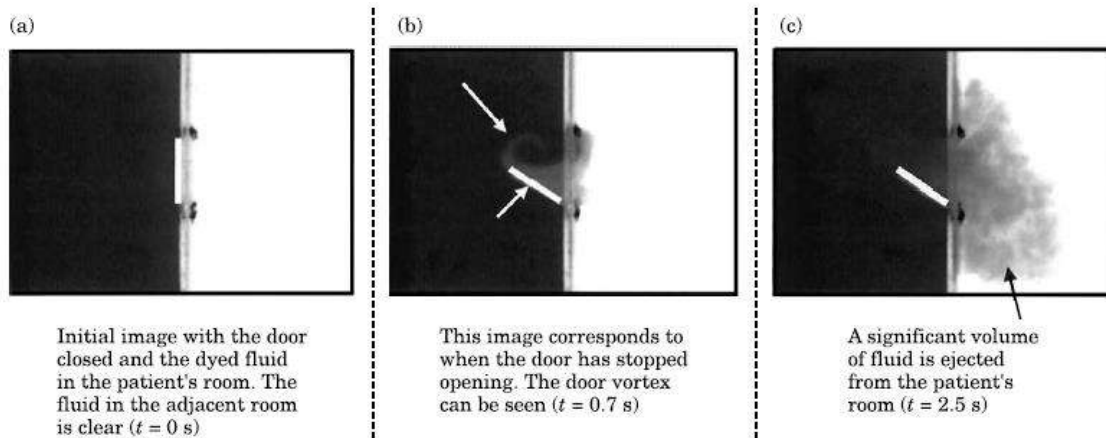 (a)
Initial image with the door
closed and the dyed fluid
in the patient's room. The
fluid in the adjacent room
is clear (t = 0 s)
(b)
This image corresponds to
when the door has stopped
opening. The door vortex
can be seen (t = 0.7 s)
(c)
A significant volume
of fluid is ejected
from the patient's
room (t = 2.5 s)